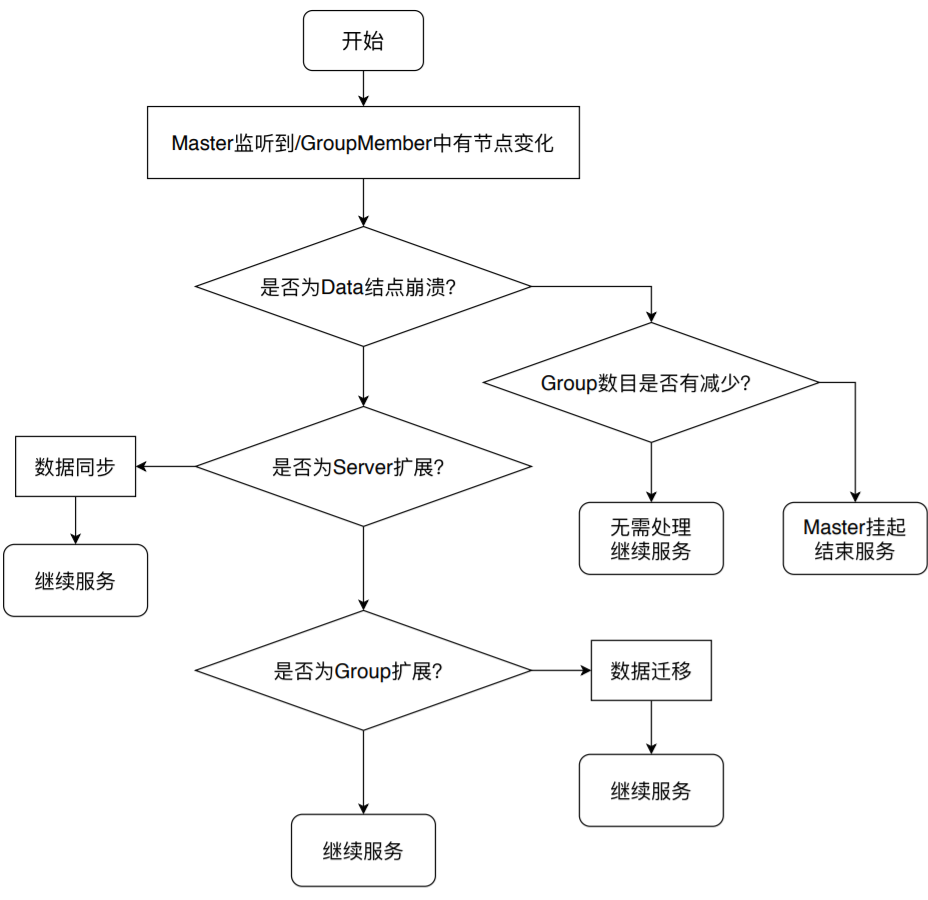 开始
Master监听到/GroupMember中有节点变化
是否为Data结点崩溃?
Group数目是否有减少?
数据同步
是否为Server扩展?
无需处理
继续服务
Master挂起
结束服务
继续服务
是否为Group扩展?
数据迁移
继续服务
继续服务